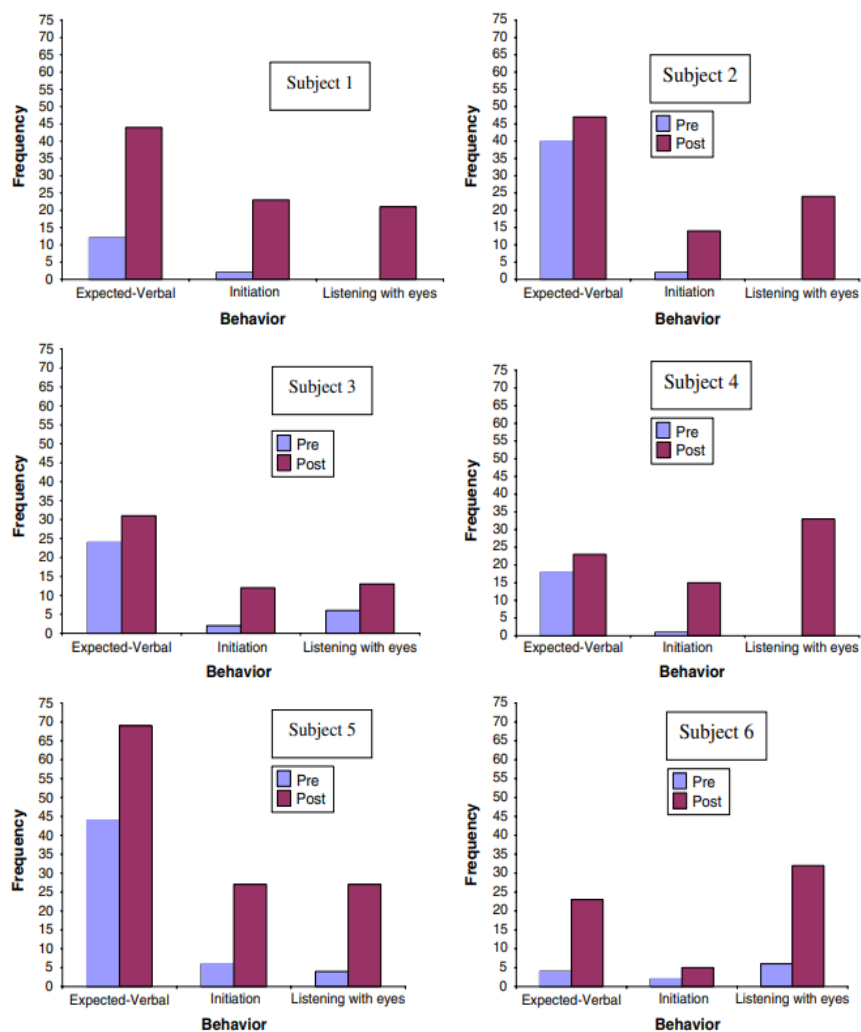 Subject 1
Frequency
75
70
65
60
55
50
45
40
35
30
25
20
15
10
5
0
Expected-Verbal Initiation Listening with eyes
Behavior
Subject 2
Pre
Post
Frequency
75
70
65
60
55
50
45
40
35
30
25
20
15
10
5
0
Expected-Verbal Initiation Listening with eyes
Behavior
Subject 3
Pre
Post
Frequency
75
70
65
60
55
50
45
40
35
30
25
20
15
10
5
0
Expected-Verbal Initiation Listening with eyes
Behavior
Subject 4
Pre
Post
Frequency
75
70
65
60
55
50
45
40
35
30
25
20
15
10
5
0
Expected-Verbal Initiation Listening with eyes
Behavior
Subject 5
Pre
Post
Frequency
75
70
65
60
55
50
45
40
35
30
25
20
15
10
5
0
Expected-Verbal Initiation Listening with eyes
Behavior
Subject 6
Pre
Post
Frequency
75
70
65
60
55
50
45
40
35
30
25
20
15
10
5
0
Expected-Verbal Initiation Listening with eyes
Behavior